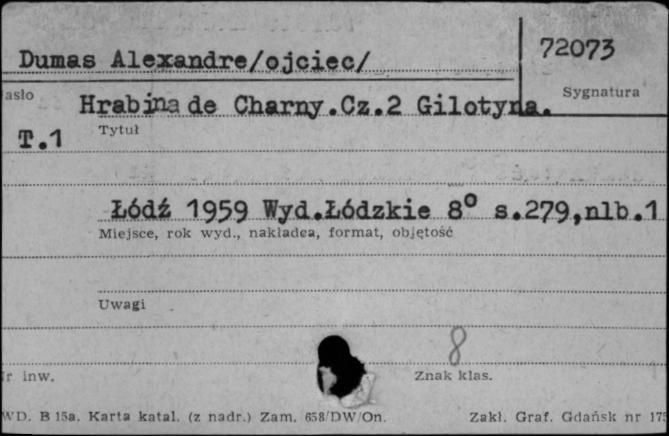 Dumas Alexandre/ojciec/
72073
asło
Sygnatura
Hrabina de Charny.Cz.2 Gilotyna.
T.1
Tytuł
Łódź 1959 Wyd.Łódzkie 8° s.279,nlb.1
Miejsce, rok wyd., nakładca, format, objętość
Uwagi
8
r inw.
Znak klas.
WD. B 15a. Karta katal. (z nadr.) Zam. 658/DW/On.
Zakł. Graf. Gdańsk nr 175